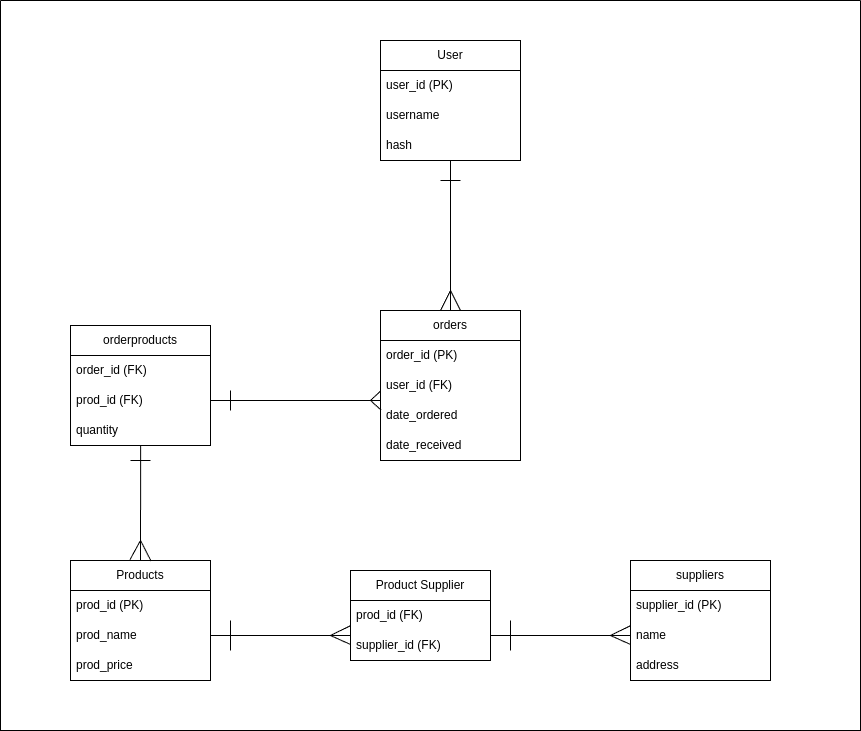 User
user_id (PK)
username
hash
orders
order_id (PK)
user_id (FK)
date_ordered
date_received
orderproducts
order_id (FK)
prod_id (FK)
quantity
Products
prod_id (PK)
prod_name
prod_price
Product Supplier
prod_id (FK)
supplier_id (FK)
suppliers
supplier_id (PK)
name
address